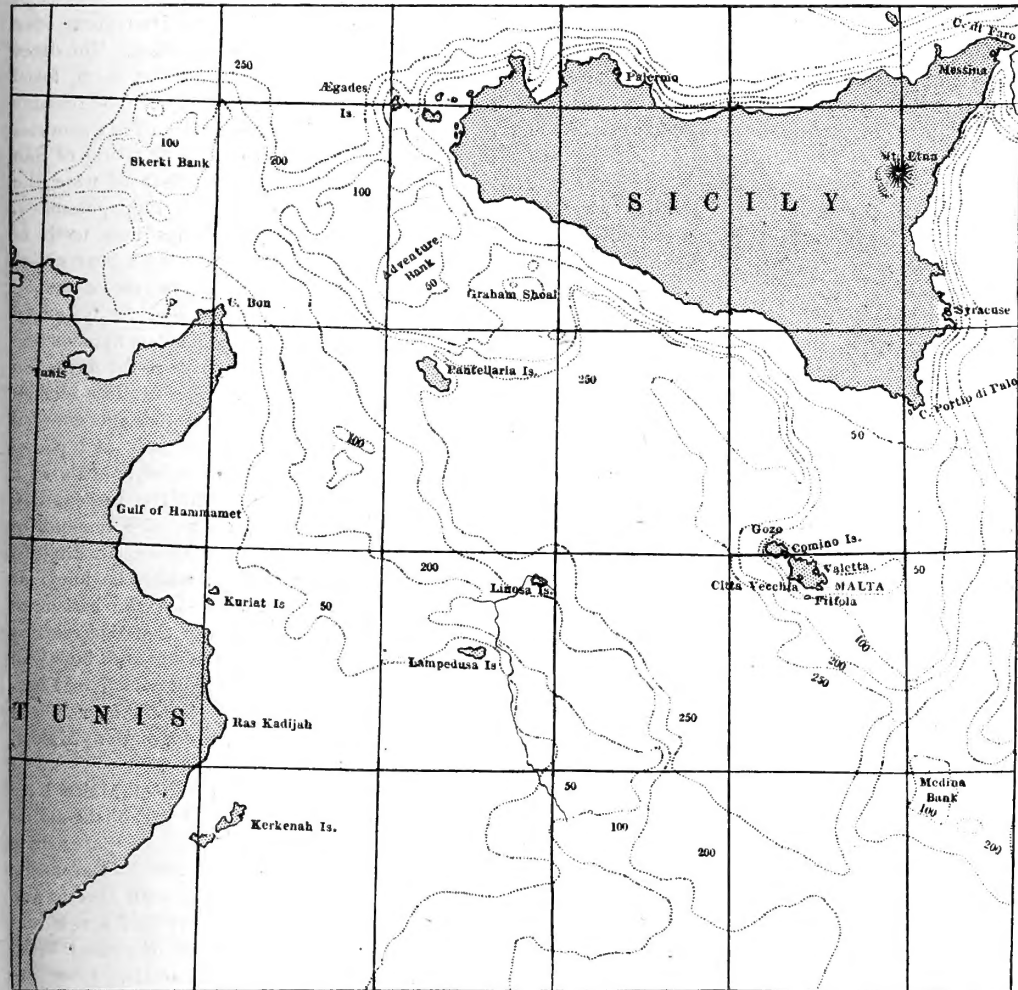 C. di Faro
250
Palermo
Messina
Ægades
Is.
100
Skerki Bank
200
100
Mt. Etna
SICILY
Adventure
Bank
50
Graham Shoal
C. Bon
Syracuse
Tunis
Pantellaria Is.
250
C. Portio di Palo
50
100
Gulf of Hammamet
Gozo
Comino Is.
200
Linosa Is.
Valetta
50
Citta Vecchia
MALTA
Filfola
Kuriat Is
50
100
Lampedusa Is
200
250
TUNIS
Ras Kadijah
250
Medina
Bank
50
100
Kerkenah Is.
100
200
200